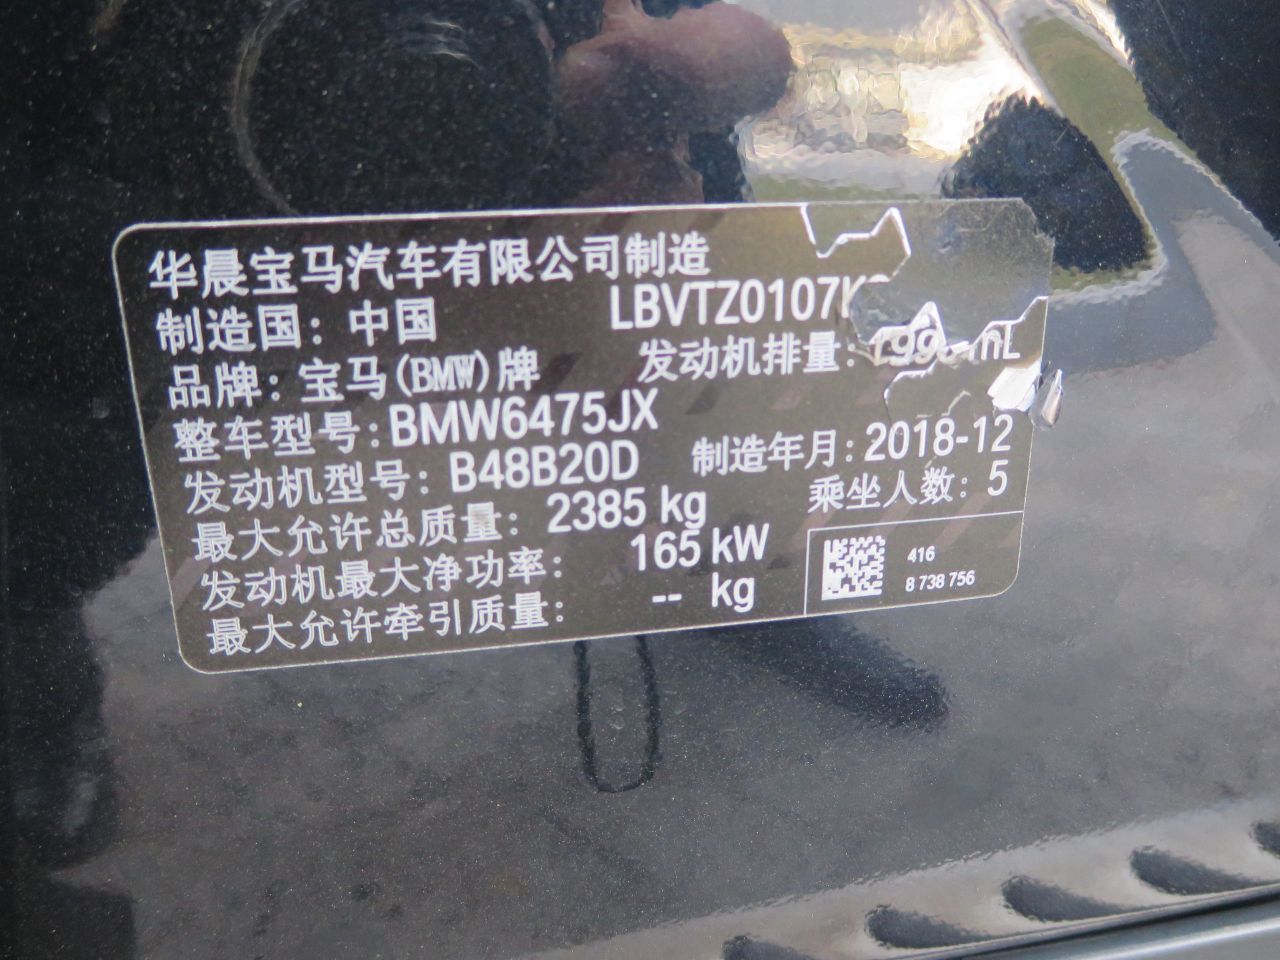 华晨宝马汽车有限公司制造
制造国：中国 LBVTZ0107K
品牌：宝马(BMW)牌 发动机排量：199 mL
整车型号：BMW6475JX
发动机型号：B48B20D 制造年月：2018-12
最大允许总质量：2385 kg 乘坐人数：5
发动机最大净功率：165 kW
最大允许牵引质量：-- kg
416
8 738 756